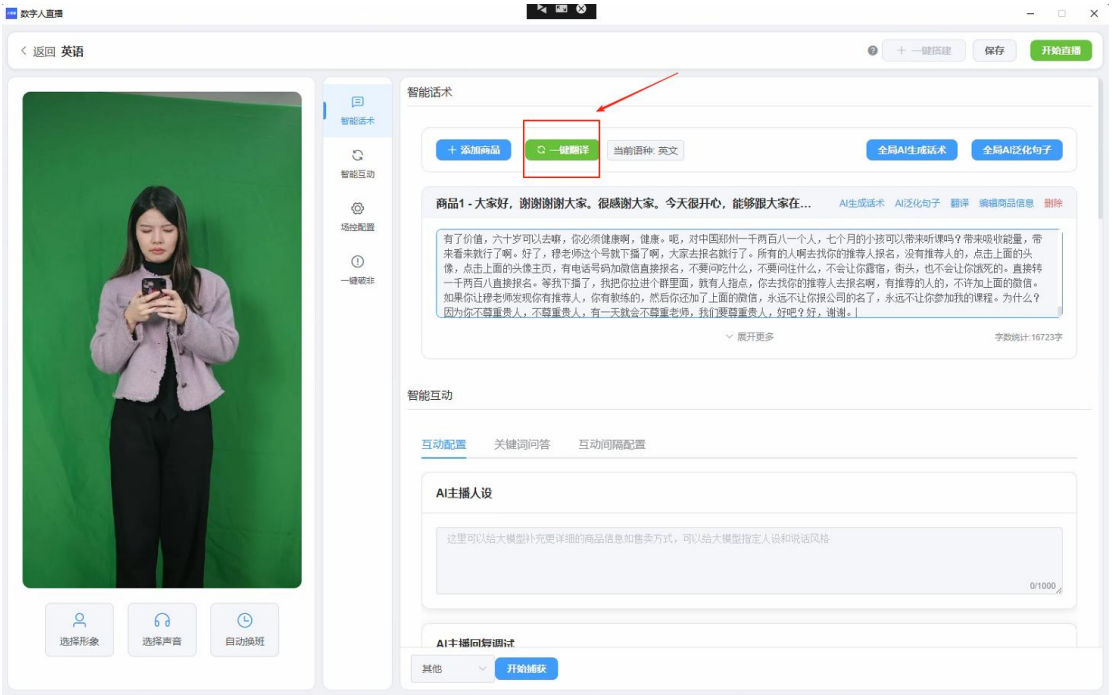 数字人直播
返回 英语
一键搭建
保存
开始直播
智能话术
智能互动
场控配置
一键破非
智能话术
+ 添加商品
一键翻译
当前语种: 英文
全局AI生成话术
全局AI泛化句子
商品1 - 大家好，谢谢谢谢大家。很感谢大家。今天很开心，能够跟大家在...
AI生成话术 AI泛化句子 翻译 编辑商品信息 删除
有了价值，六十岁可以去嘛，你必须健康啊，健康。呃，对中国郑州一千两百八一个人，七个月的小孩可以带来听课吗？带来吸收能量，带
来看来就行了啊。好了，穆老师这个号就下播了啊，大家去报名就行了。所有的人啊去找你的推荐人报名，没有推荐人的，点击上面的头
像，点击上面的头像主页，有电话号码加微信直接报名，不要问吃什么，不要问住什么，不会让你露宿，街头，也不会让你饿死的。直接转
一千两百八直接报名。等我下播了，我把你拉进个群里面，就有人指点，你去找你的推荐人去报名啊，有推荐的人的，不许加上面的微信。
如果你让穆老师发现你有推荐人，你有教练的，然后你还加了上面的微信，永远不让你报公司的名了，永远不让你参加我的课程。为什么？
因为你不尊重贵人，不尊重贵人，有一天就会不尊重老师，我们要尊重贵人，好吧？好，谢谢。
展开更多
字数统计:16723字
智能互动
互动配置 关键词问答 互动间隔配置
AI主播人设
这里可以给大模型补充更详细的商品信息如售卖方式，可以给大模型指定人设和说话风格
0/1000
AI主播回复调试
选择形象
选择声音
自动换班
其他
开始捕获